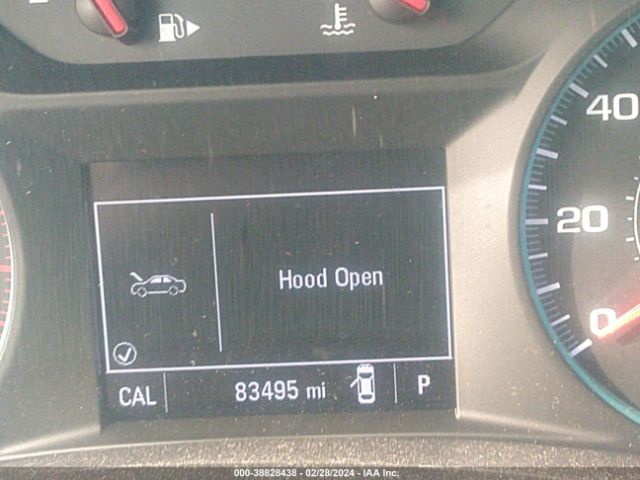 40
20
0
Hood Open
CAL 83495 mi P
000-38828438 - 02/28/2024 - IAA Inc.